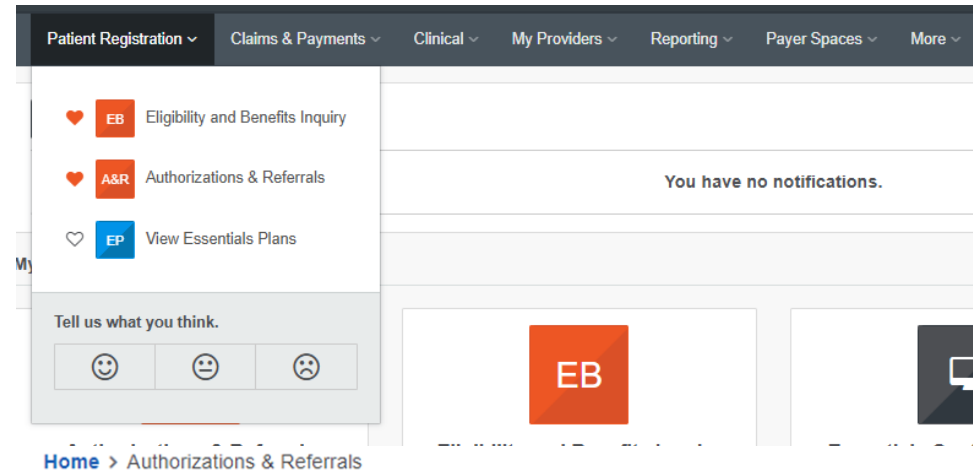 Patient Registration Claims & Payments Clinical My Providers Reporting Payer Spaces More
EB Eligibility and Benefits Inquiry
A&R Authorizations & Referrals
You have no notifications.
EP View Essentials Plans
My
Tell us what you think.
EB
Home > Authorizations & Referrals